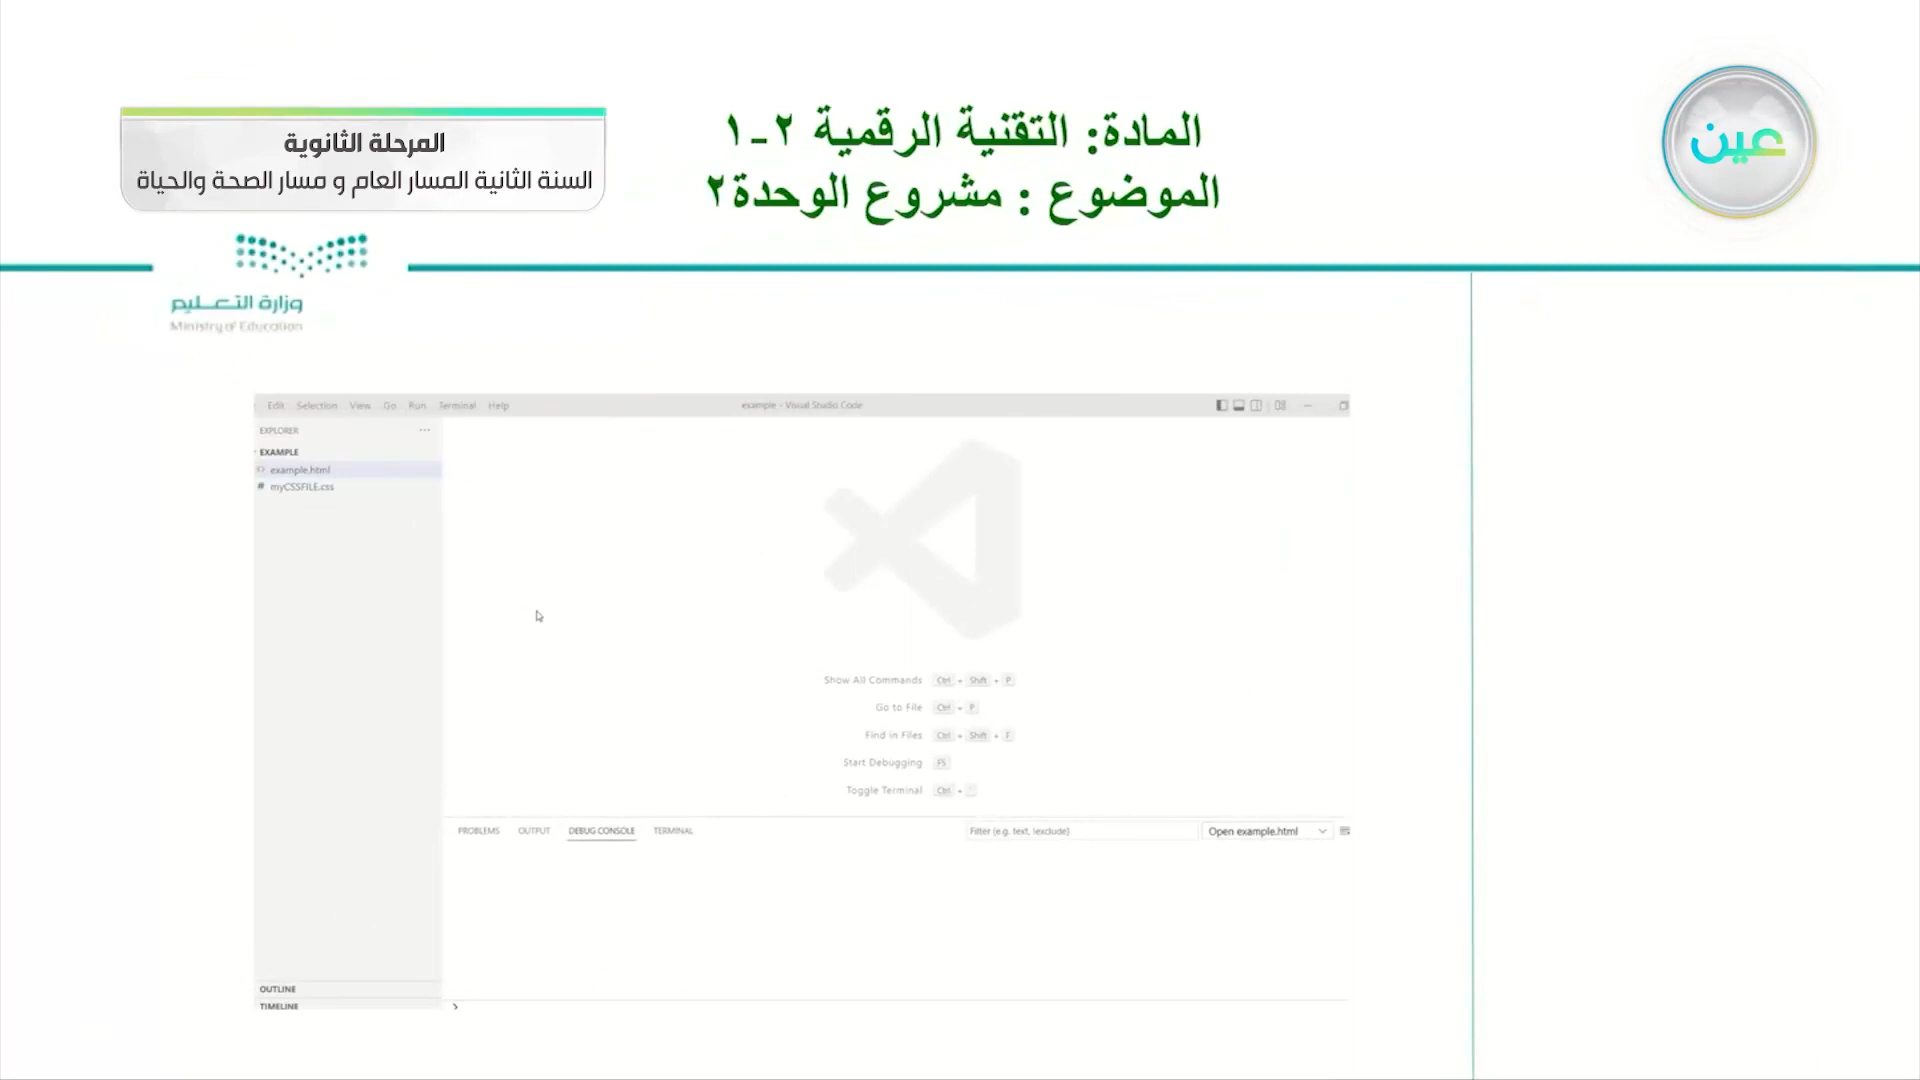 المرحلة الثانوية
السنة الثانية المسار العام و مسار الصحة والحياة
المادة: التقنية الرقمية ٢-١
الموضوع : مشروع الوحدة٢
عين
وزارة التعليم
Ministry of Education
Edit Selection View Go Run Terminal Help
example - Visual Studio Code
EXPLORER
EXAMPLE
example.html
# myCSSFILE.css
Show All Commands Ctrl + Shift + P
Go to File Ctrl + P
Find in Files Ctrl + Shift + F
Start Debugging F5
Toggle Terminal Ctrl +
PROBLEMS OUTPUT DEBUG CONSOLE TERMINAL
Filter (e.g. text, !exclude)
Open example.html
OUTLINE
TIMELINE